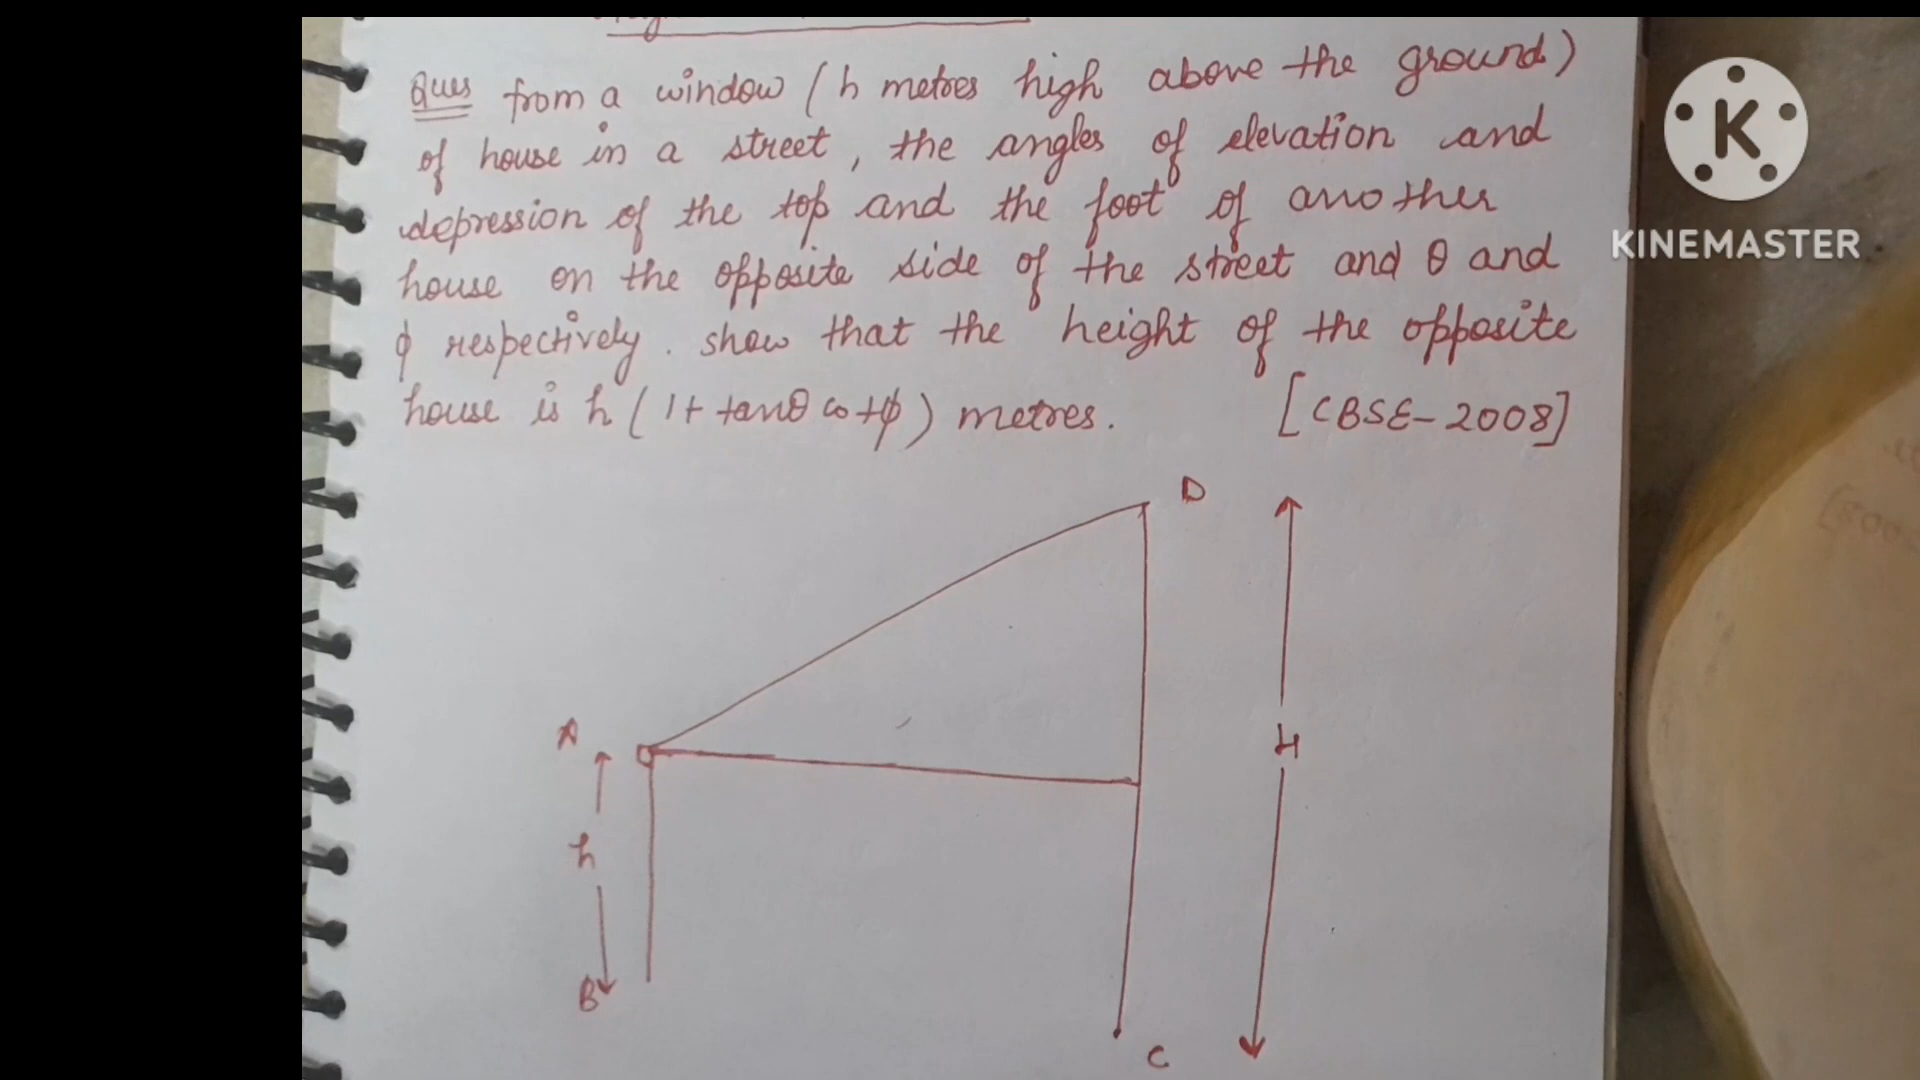 Ques from a window (h metres high above the ground)
of house in a street, the angles of elevation and
depression of the top and the foot of another
house on the opposite side of the street and θ and
φ respectively. show that the height of the opposite
house is h (1+ tanθ cotφ) metres. [CBSE-2008]
D
A
H
h
B
C
K
KINEMASTER